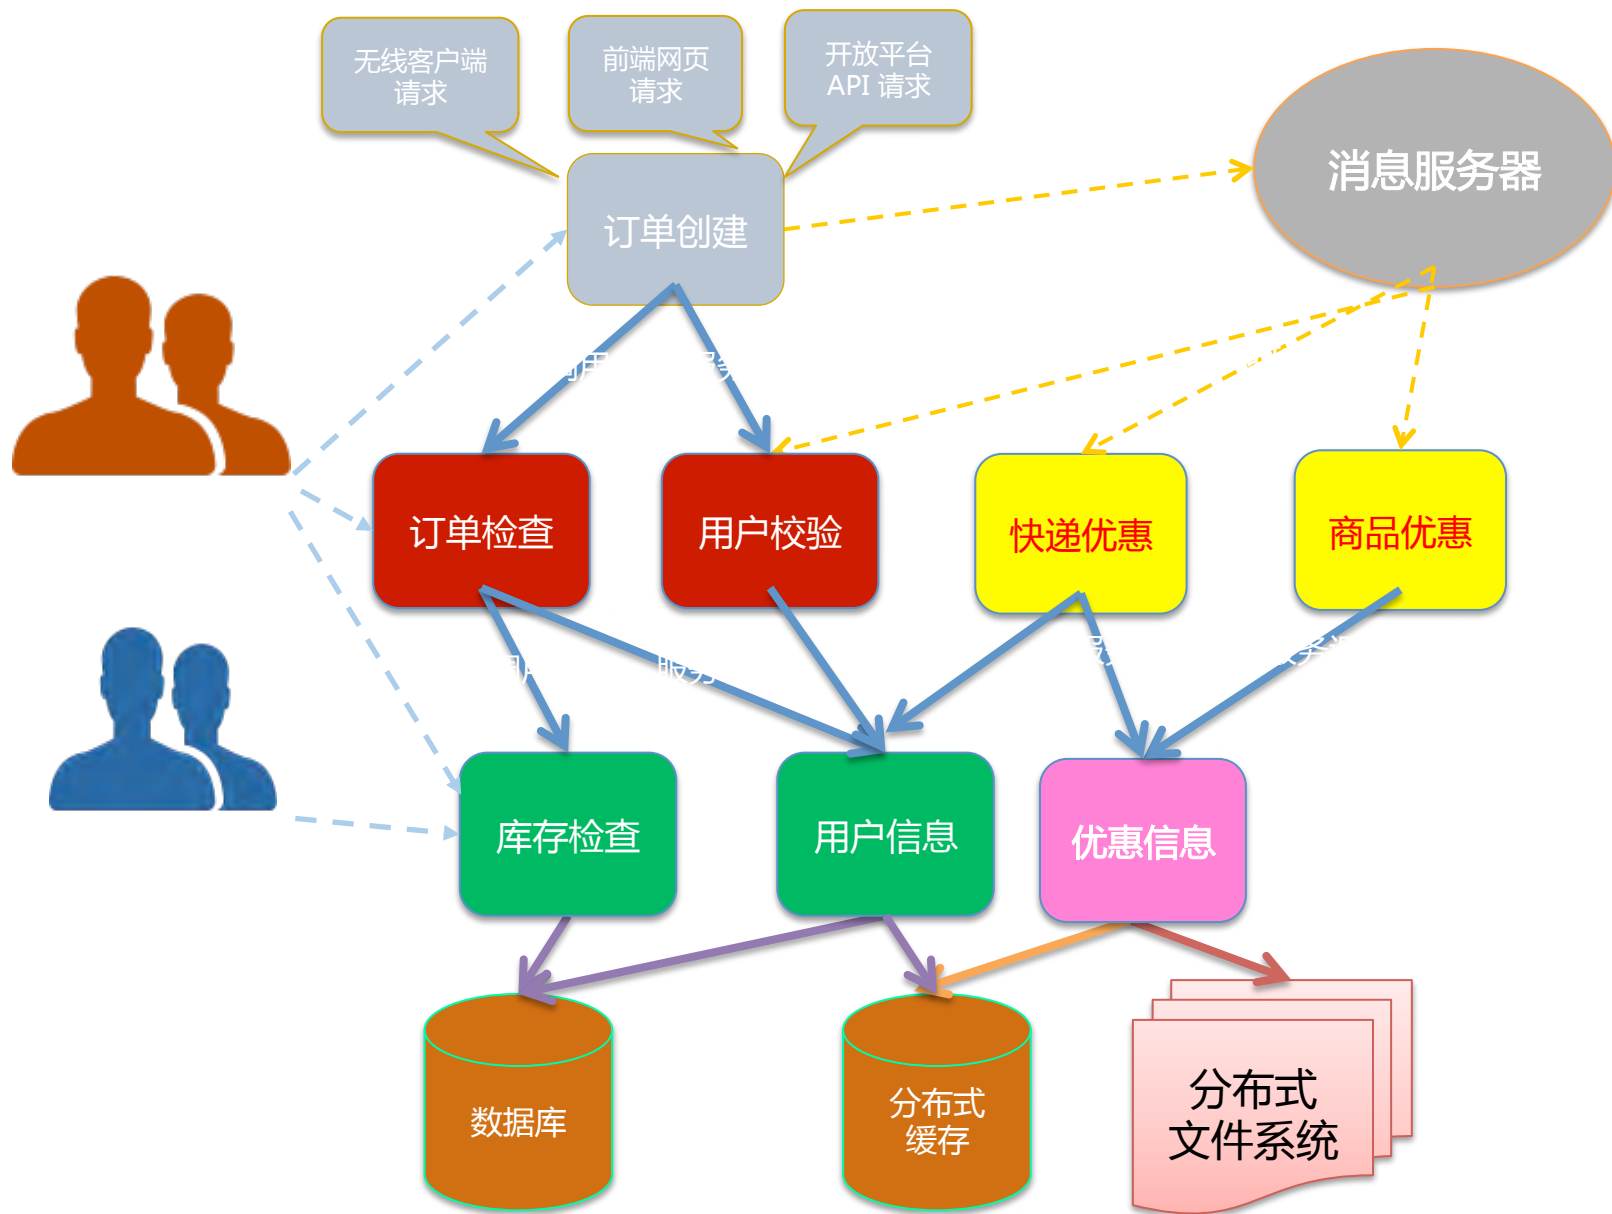 无线客户端
请求
前端网页
请求
开放平台
API 请求
消息服务器
订单创建
订单检查
用户校验
快递优惠
商品优惠
服务
库存检查
用户信息
优惠信息
数据库
分布式
缓存
分布式
文件系统